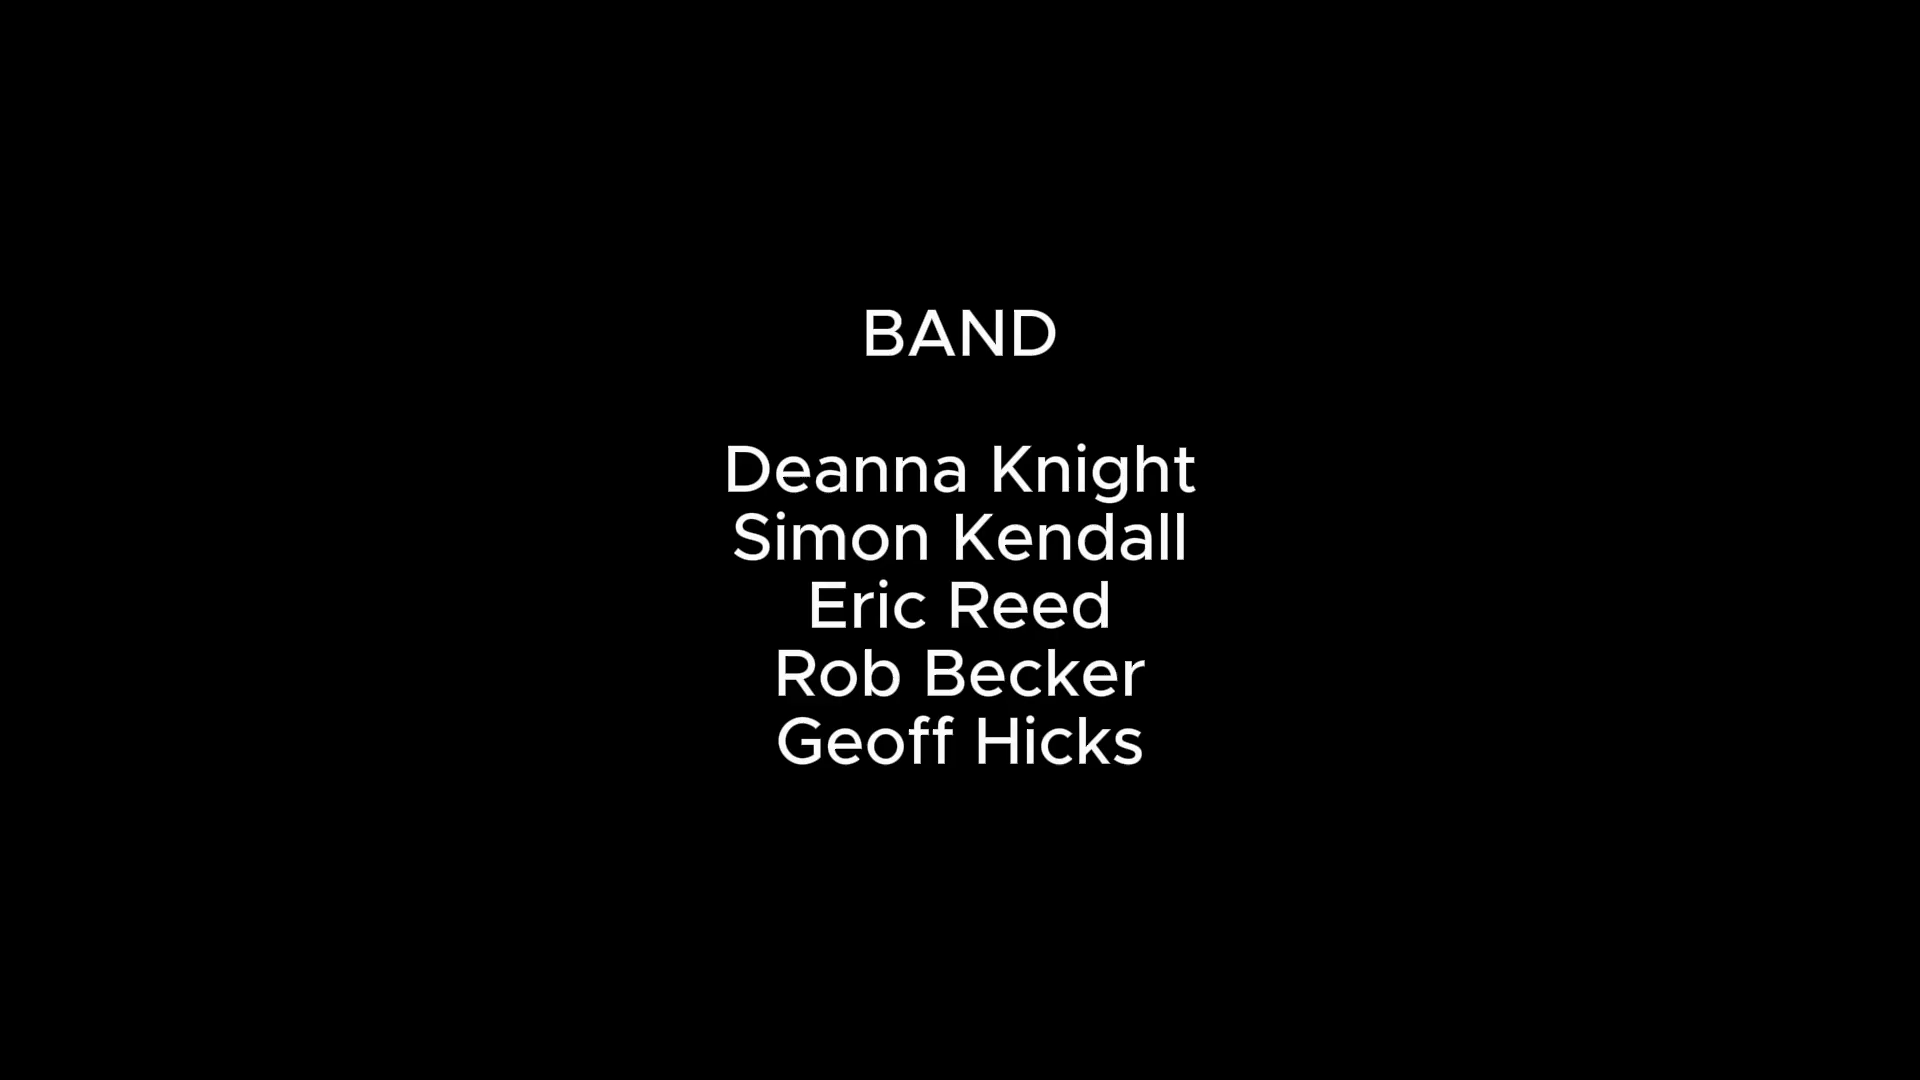 BAND
Deanna Knight
Simon Kendall
Eric Reed
Rob Becker
Geoff Hicks